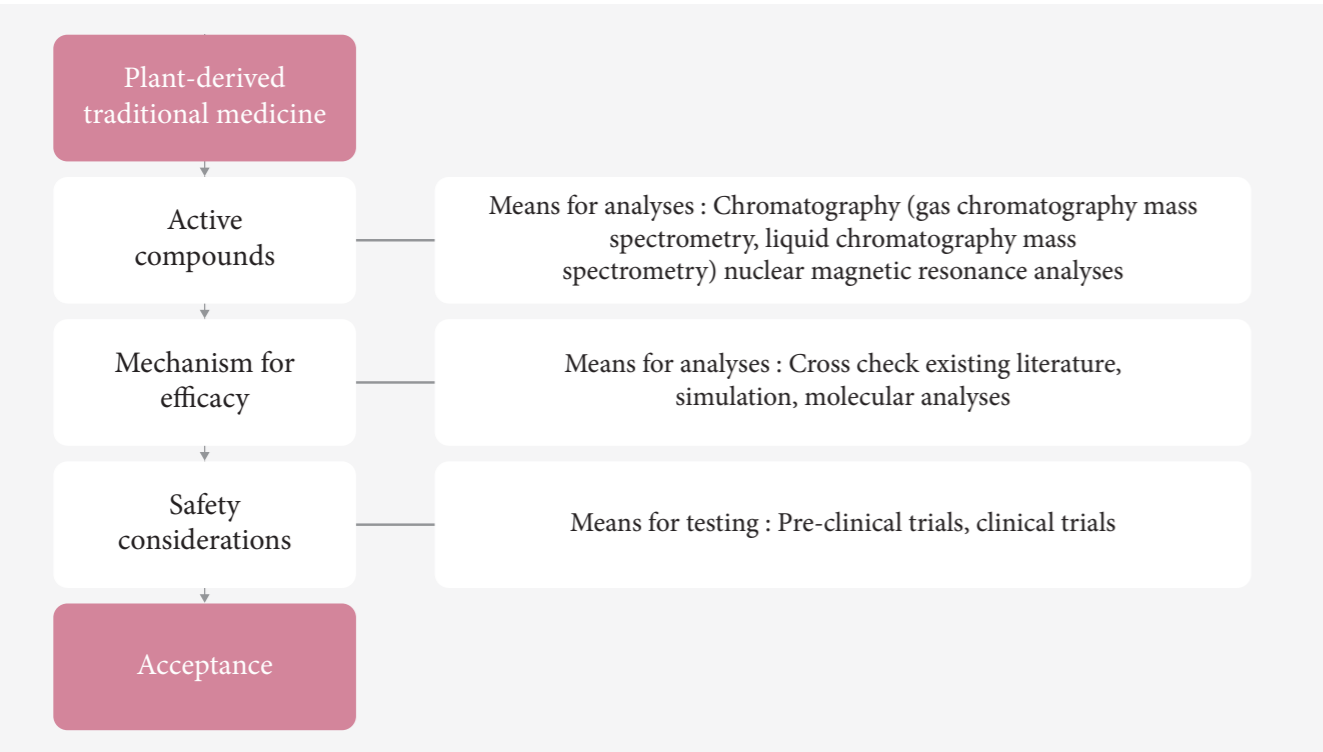 Plant-derived
traditional medicine
Active
compounds
Means for analyses : Chromatography (gas chromatography mass
spectrometry, liquid chromatography mass
spectrometry) nuclear magnetic resonance analyses
Mechanism for
efficacy
Means for analyses : Cross check existing literature,
simulation, molecular analyses
Safety
considerations
Means for testing : Pre-clinical trials, clinical trials
Acceptance